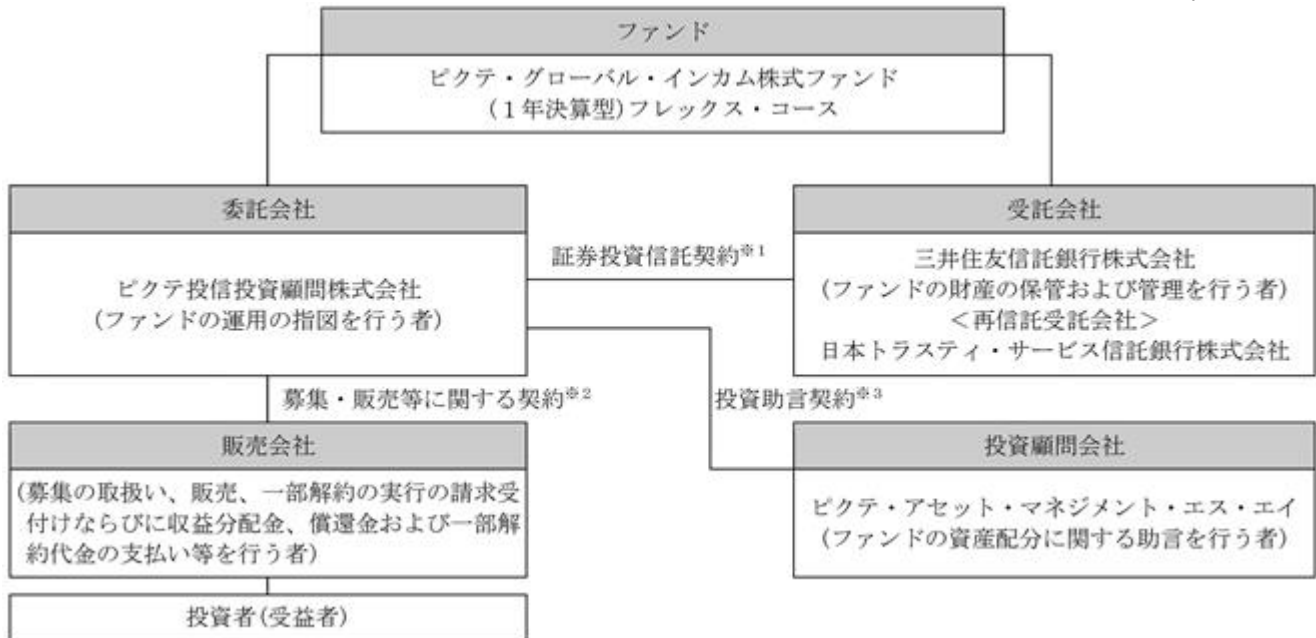 ファンド
ピクテ・グローバル・インカム株式ファンド
(１年決算型)フレックス・コース
委託会社
ピクテ投信投資顧問株式会社
(ファンドの運用の指図を行う者)
証券投資信託契約※1
受託会社
三井住友信託銀行株式会社
(ファンドの財産の保管および管理を行う者)
＜再信託受託会社＞
日本トラスティ・サービス信託銀行株式会社
募集・販売等に関する契約※2
投資助言契約※3
販売会社
(募集の取扱い、販売、一部解約の実行の請求受
付けならびに収益分配金、償還金および一部解
約代金の支払い等を行う者)
投資顧問会社
ピクテ・アセット・マネジメント・エス・エイ
(ファンドの資産配分に関する助言を行う者)
投資者(受益者)